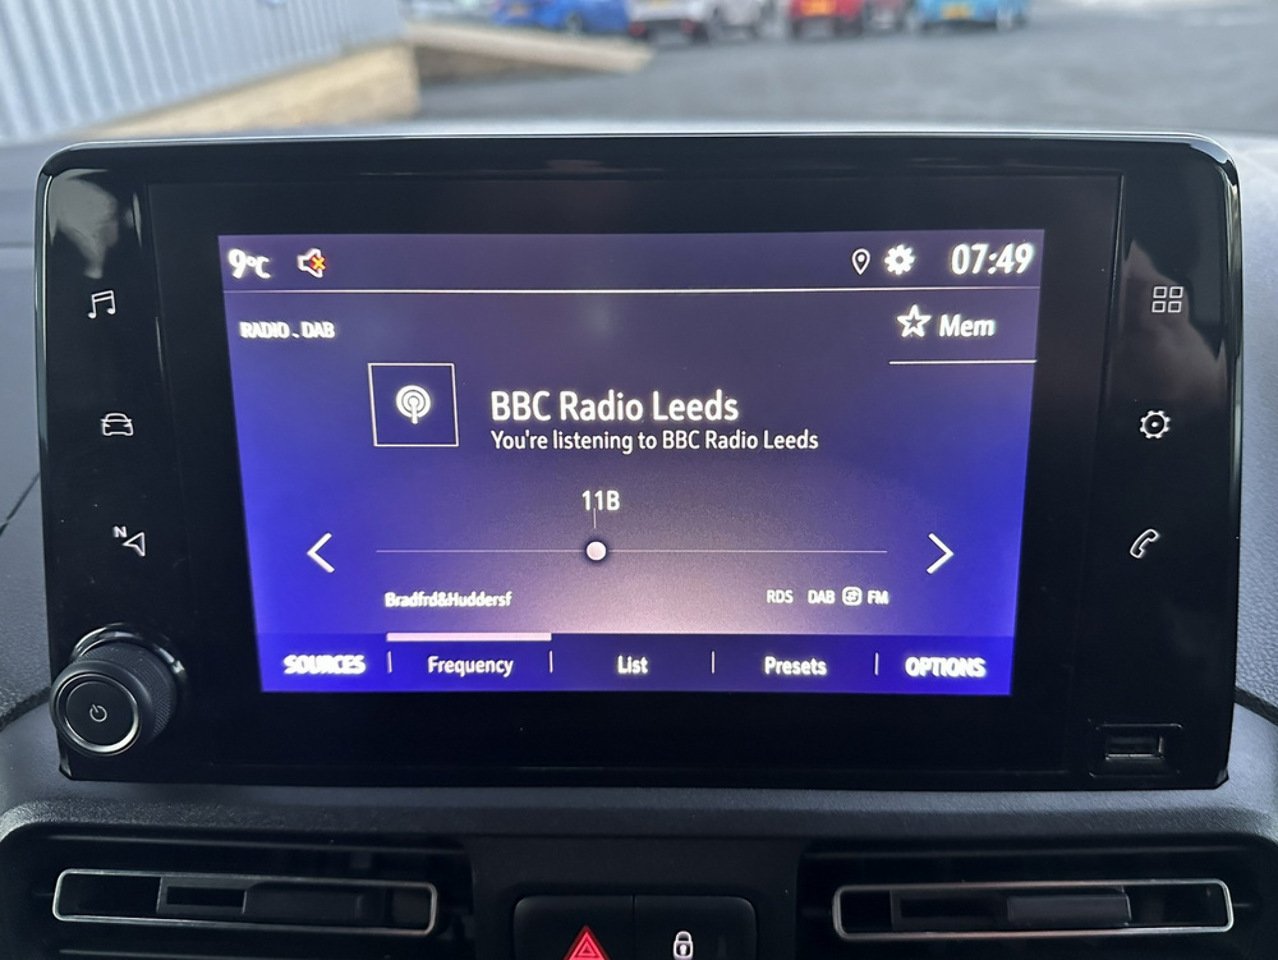 9°C 07:49
RADIO . DAB
Mem
BBC Radio Leeds
You're listening to BBC Radio Leeds
11B
Bradfrd&Huddersf RDS DAB FM
SOURCES Frequency List Presets OPTIONS
N